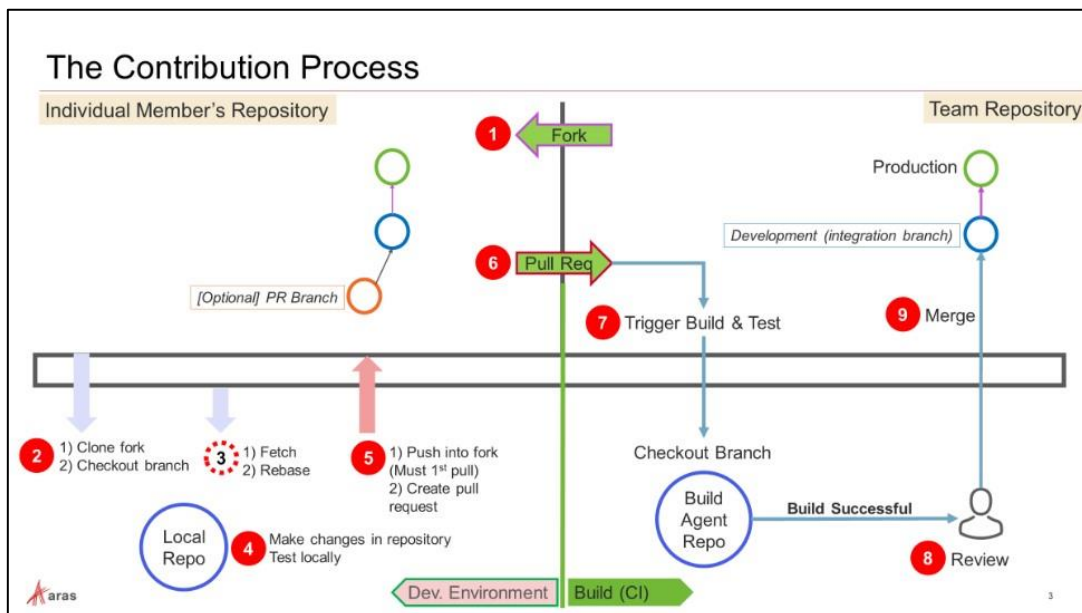 The Contribution Process
Individual Member's Repository
Team Repository
1
Fork
Production
Development (integration branch)
6
Pull Req
[Optional] PR Branch
7
Trigger Build & Test
9
Merge
2
1) Clone fork
2) Checkout branch
3
1) Fetch
2) Rebase
5
1) Push into fork
(Must 1st pull)
2) Create pull
request
Checkout Branch
Local
Repo
4
Make changes in repository
Test locally
Build
Agent
Repo
Build Successful
8
Review
Dev. Environment
Build (CI)
aras
3